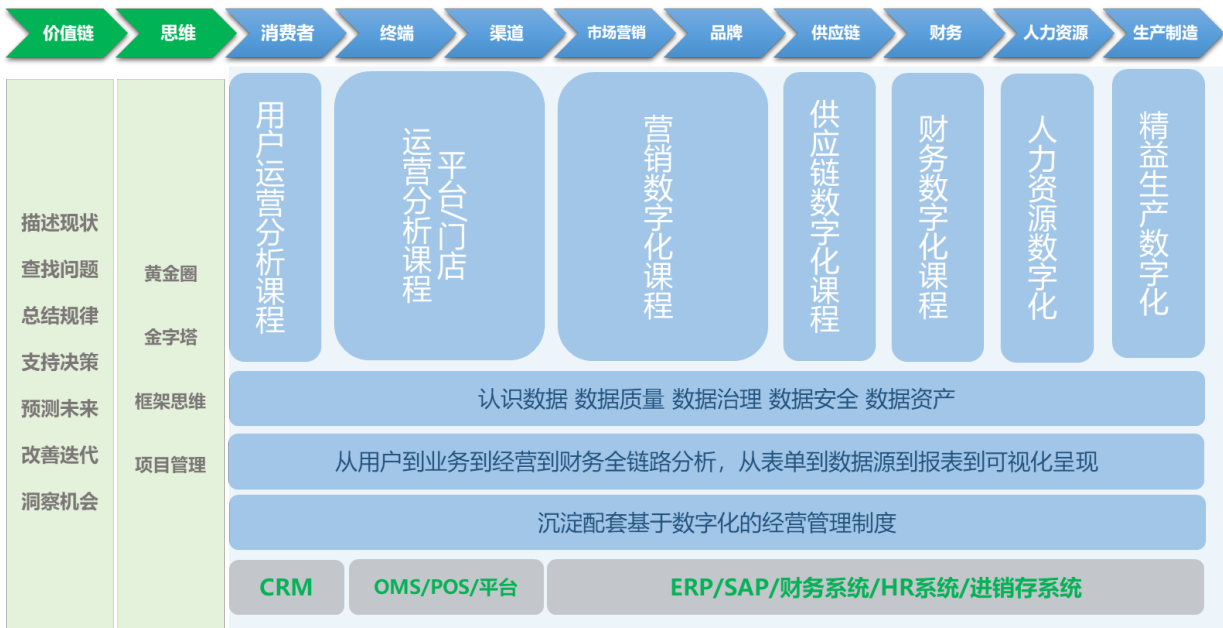 价值链
思维
消费者
终端
渠道
市场营销
品牌
供应链
财务
人力资源
生产制造
描述现状
查找问题
总结规律
支持决策
预测未来
改善迭代
洞察机会
黄金圈
金字塔
框架思维
项目管理
用户运营分析课程
平台/门店
运营分析课程
营销数字化课程
供应链数字化课程
财务数字化课程
人力资源数字化
精益生产数字化
认识数据 数据质量 数据治理 数据安全 数据资产
从用户到业务到经营到财务全链路分析，从表单到数据源到报表到可视化呈现
沉淀配套基于数字化的经营管理制度
CRM
OMS/POS/平台
ERP/SAP/财务系统/HR系统/进销存系统